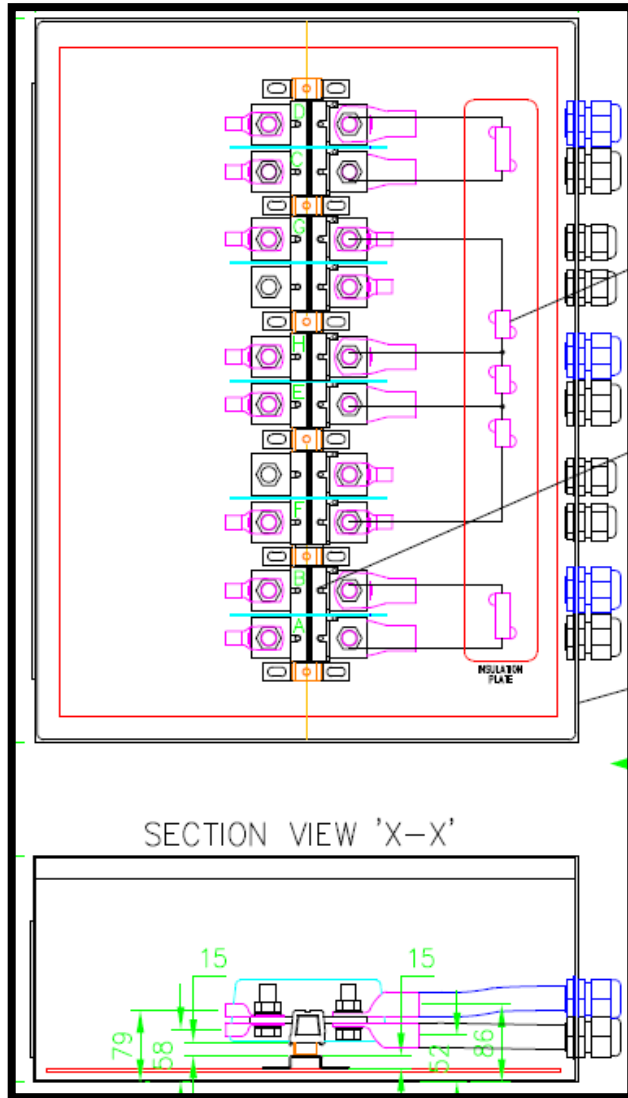 D
C
G
H
E
F
B
A
INSULATION
PLATE
SECTION VIEW 'X-X'
15
15
79
58
52
86